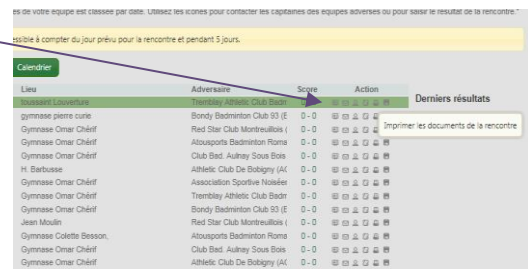 es de votre équipe est classée par date. Utilisez les icônes pour contacter les capitaines des équipes adverses ou pour saisir le résultat de la rencontre."
essible à compter du jour prévu pour la rencontre et pendant 5 jours.
Calendrier
Lieu Adversaire Score Action
toussaint Louverture Tremblay Athletic Club Badn
Derniers résultats
gymnase pierre curie Bondy Badminton Club 93 (E 0 - 0
Imprimer les documents de la rencontre
Gymnase Omar Chérif Red Star Club Montreuillois ( 0 - 0
Gymnase Omar Chérif Atousports Badminton Roma 0 - 0
Gymnase Omar Chérif Club Bad. Aulnay Sous Bois 0 - 0
H. Barbusse Athletic Club De Bobigny (AC 0 - 0
Gymnase Omar Chérif Association Sportive Noiséer 0 - 0
Gymnase Omar Chérif Tremblay Athletic Club Badn 0 - 0
Gymnase Omar Chérif Bondy Badminton Club 93 (E 0 - 0
Jean Moulin Red Star Club Montreuillois ( 0 - 0
Gymnase Colette Besson, Atousports Badminton Roma 0 - 0
Gymnase Omar Chérif Club Bad. Aulnay Sous Bois 0 - 0
Gymnase Omar Chérif Athletic Club De Bobigny (AC 0 - 0